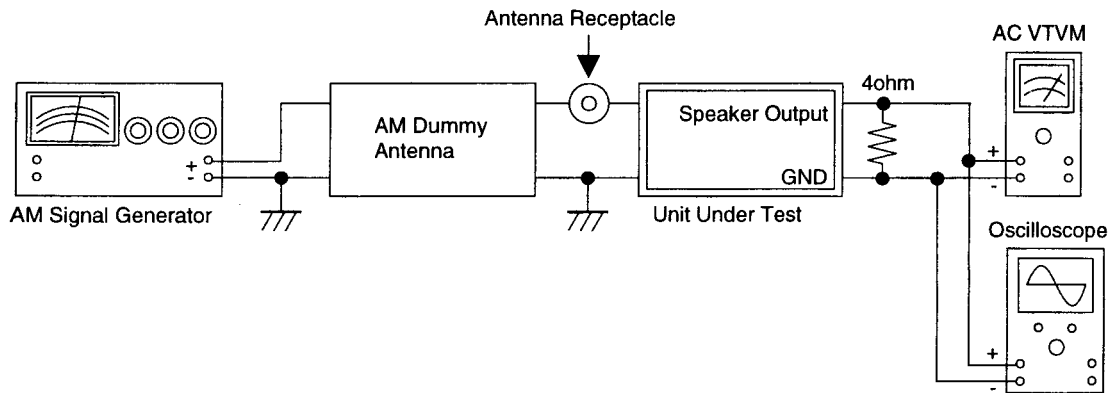 Antenna Receptacle
AC VTVM
4ohm
AM Dummy
Antenna
Speaker Output
GND
+
-
+
-
AM Signal Generator
Unit Under Test
Oscilloscope
+
-